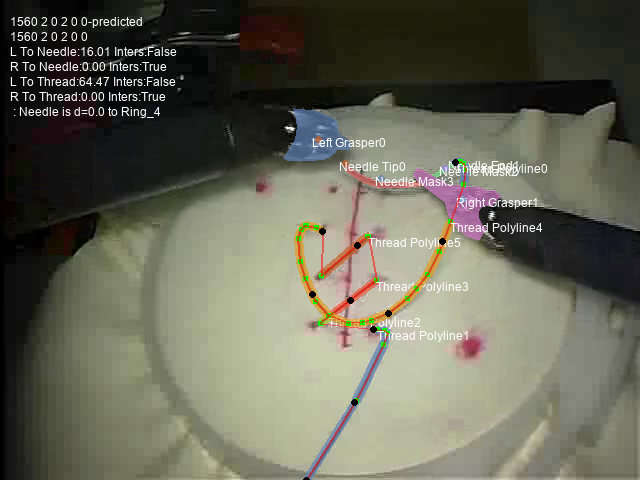 1560 2 0 2 0 0-predicted
1560 2 0 2 0 0
L To Needle:16.01 Inters:False
R To Needle:0.00 Inters:True
L To Thread:64.47 Inters:False
R To Thread:0.00 Inters:True
: Needle is d=0.0 to Ring_4
Left Grasper0
Needle Tip0
Needle End1
Needle Mask2
Needle Mask3
Right Grasper1
Thread Polyline4
Thread Polyline5
Thread Polyline3
Thread Polyline2
Thread Polyline1